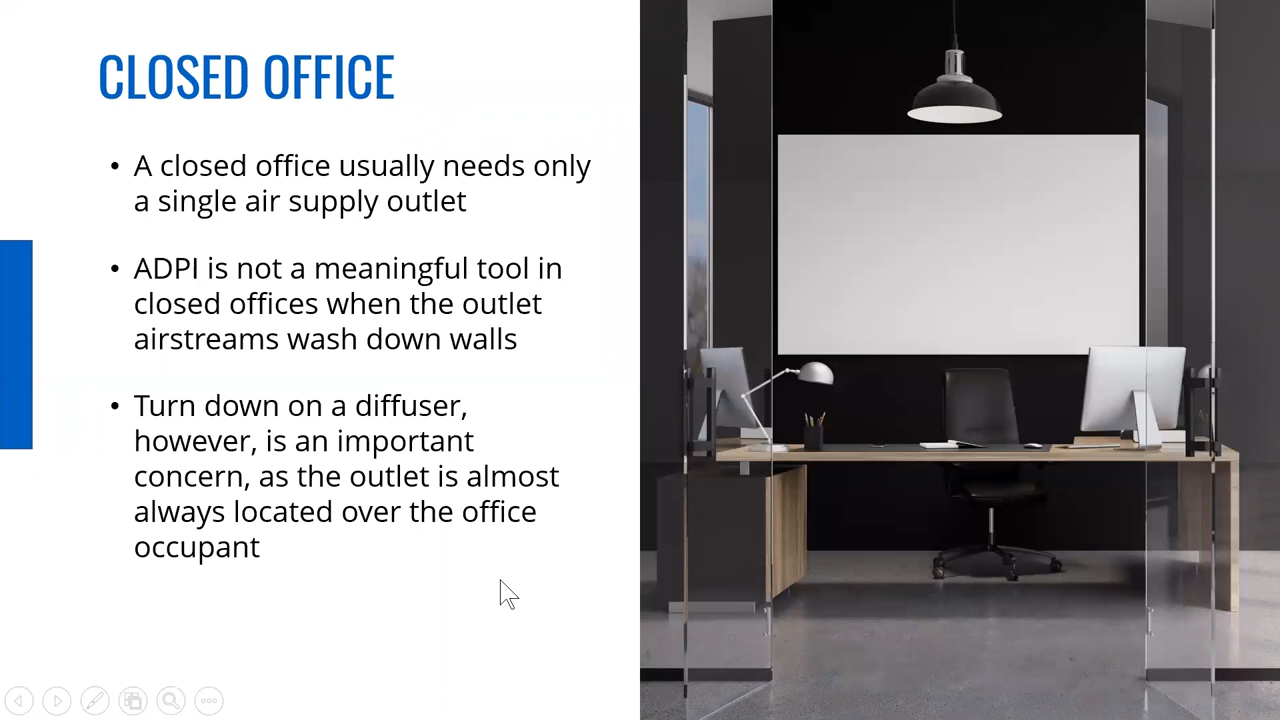 CLOSED OFFICE
• A closed office usually needs only
a single air supply outlet
• ADPI is not a meaningful tool in
closed offices when the outlet
airstreams wash down walls
• Turn down on a diffuser,
however, is an important
concern, as the outlet is almost
always located over the office
occupant